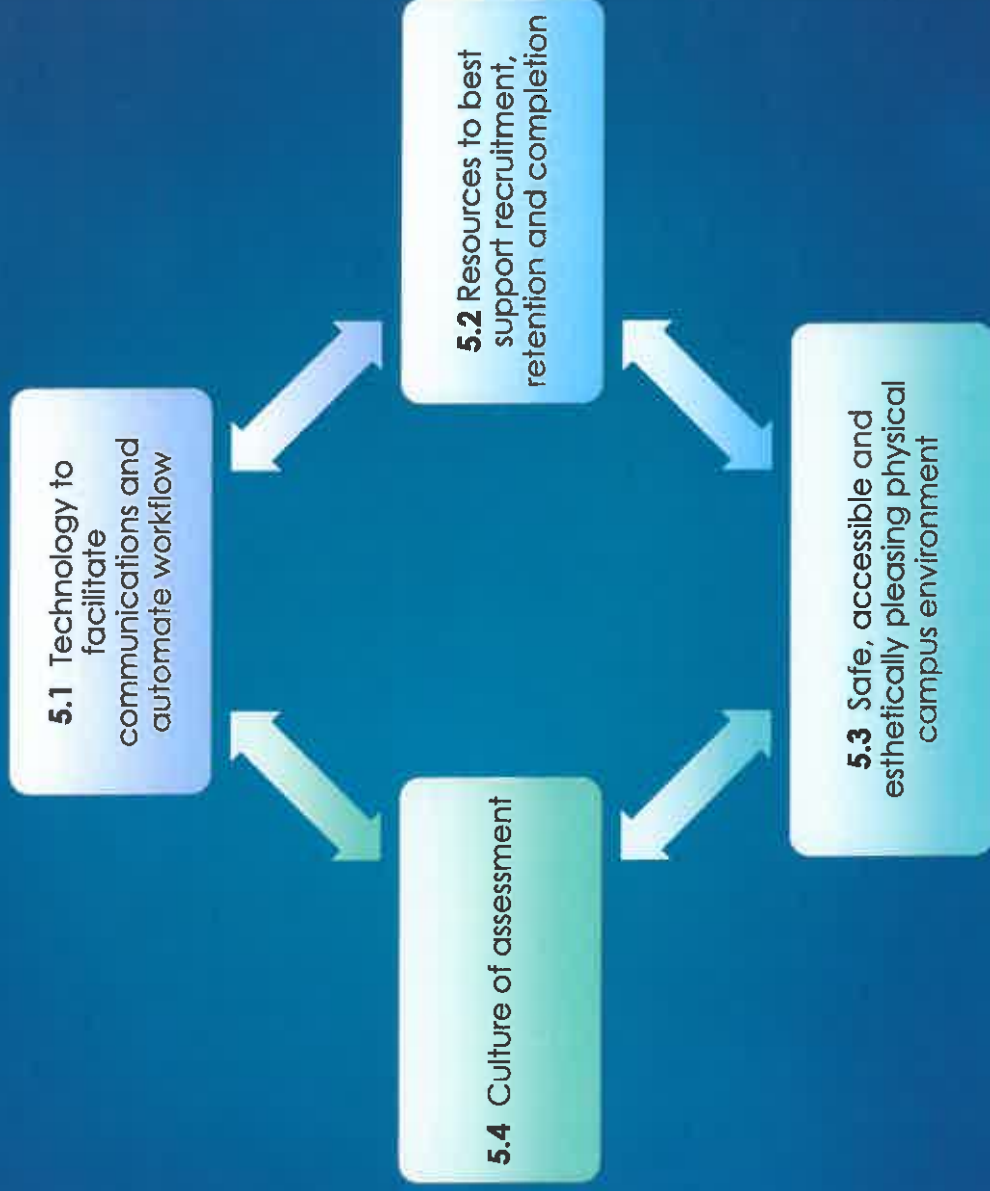 5.1 Technology to
facilitate
communications and
automate workflow
5.2 Resources to best
support recruitment,
retention and completion
5.3 Safe, accessible and
esthetically pleasing physical
campus environment
5.4 Culture of assessment